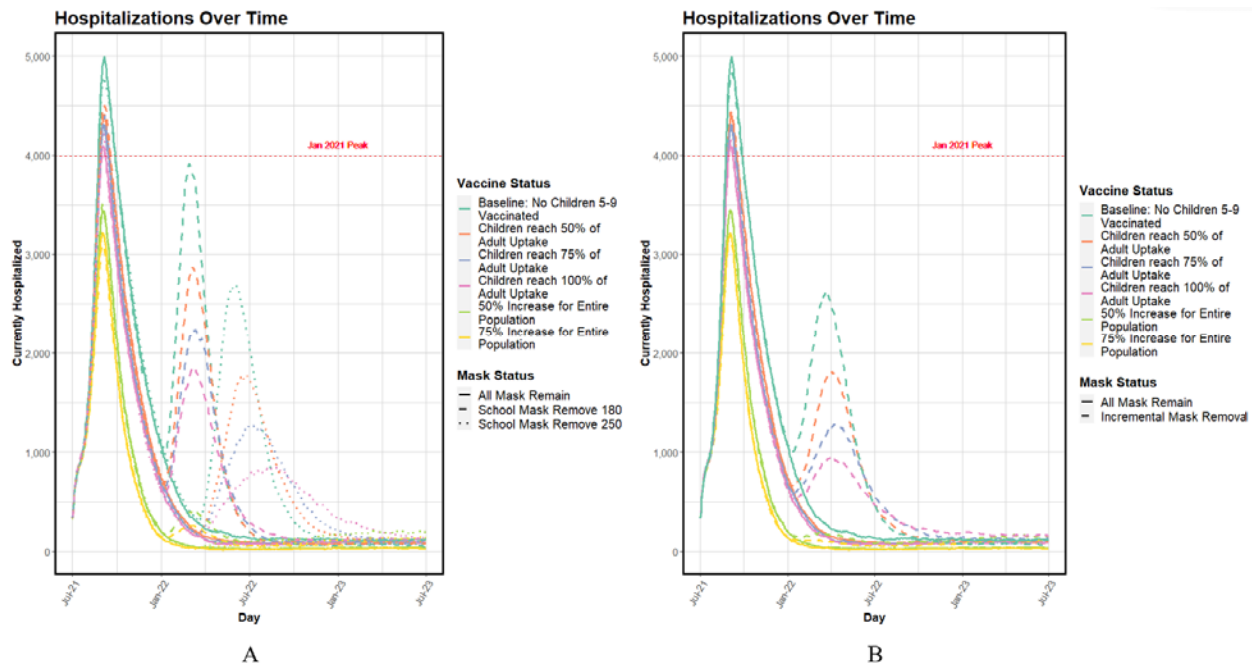 Hospitalizations Over Time
5,000
4,000
3,000
2,000
1,000
0
Currently Hospitalized
Jan 2021 Peak
Jul-21
Jan-22
Jul-22
Jan-23
Jul-23
Day
Vaccine Status
Baseline: No Children 5-9
Vaccinated
Children reach 50% of
Adult Uptake
Children reach 75% of
Adult Uptake
Children reach 100% of
Adult Uptake
50% Increase for Entire
Population
75% Increase for Entire
Population
Mask Status
All Mask Remain
School Mask Remove 180
School Mask Remove 250
A
Hospitalizations Over Time
5,000
4,000
3,000
2,000
1,000
0
Currently Hospitalized
Jan 2021 Peak
Jul-21
Jan-22
Jul-22
Jan-23
Jul-23
Day
Vaccine Status
Baseline: No Children 5-9
Vaccinated
Children reach 50% of
Adult Uptake
Children reach 75% of
Adult Uptake
Children reach 100% of
Adult Uptake
50% Increase for Entire
Population
75% Increase for Entire
Population
Mask Status
All Mask Remain
Incremental Mask Removal
B